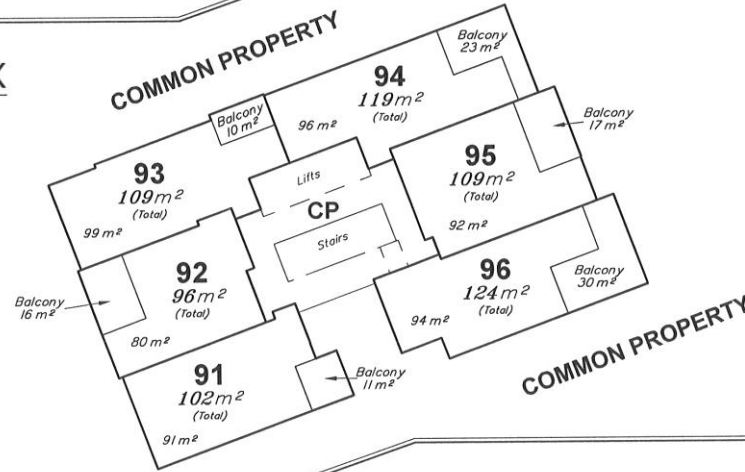 X
COMMON PROPERTY
Balcony
23 m²
94
119m²
(Total)
96 m²
Balcony
10 m²
Balcony
17 m²
93
109m²
(Total)
99 m²
95
109m²
(Total)
92 m²
Lifts
CP
Stairs
92
96m²
(Total)
80 m²
Balcony
16 m²
96
124m²
(Total)
94 m²
Balcony
30 m²
91
102m²
(Total)
91 m²
Balcony
11 m²
COMMON PROPERTY